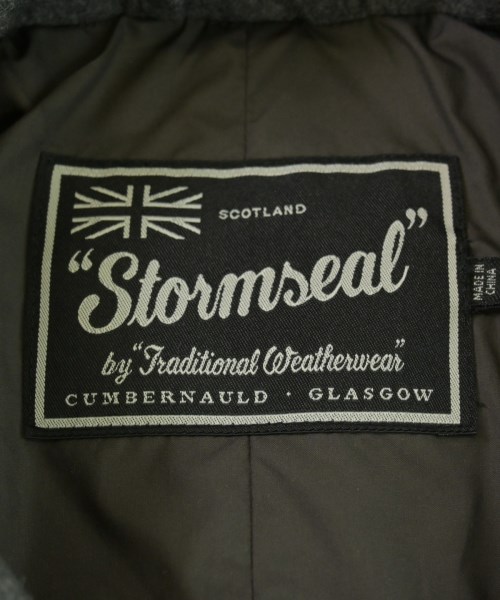 SCOTLAND
"Stormseal"
by "Traditional Weatherwear"
CUMBERNAULD · GLASGOW
MADE IN
CHINA